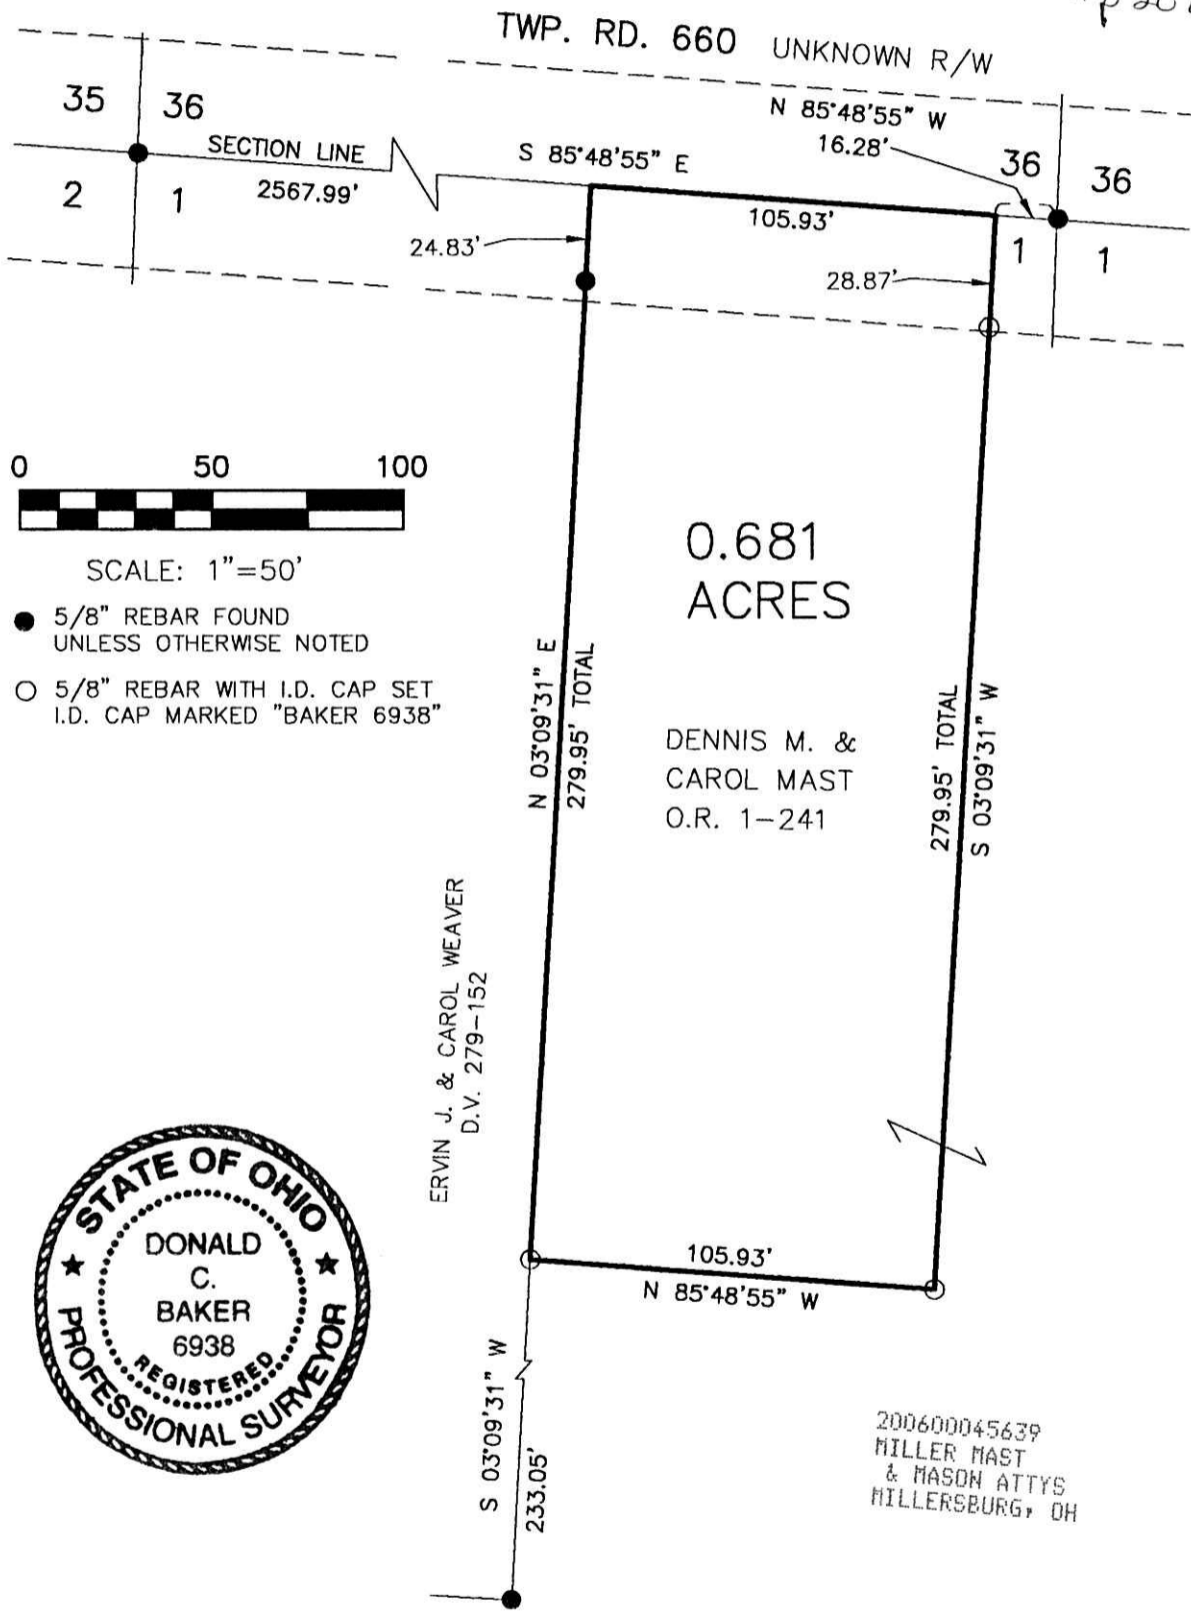 TWP. RD. 660 UNKNOWN R/W
35 36
N 85°48'55" W
16.28'
SECTION LINE
S 85°48'55" E
36 36
2 1
2567.99'
105.93'
24.83'
1 1
28.87'
0 50 100
SCALE: 1"=50'
5/8" REBAR FOUND
UNLESS OTHERWISE NOTED
5/8" REBAR WITH I.D. CAP SET
I.D. CAP MARKED "BAKER 6938"
0.681
ACRES
N 03°09'31" E
279.95' TOTAL
DENNIS M. &
CAROL MAST
O.R. 1-241
279.95' TOTAL
S 03°09'31" W
ERVIN J. & CAROL WEAVER
D.V. 279-152
105.93'
N 85°48'55" W
STATE OF OHIO
DONALD
C.
BAKER
6938
REGISTERED
PROFESSIONAL SURVEYOR
S 03°09'31" W
233.05'
200600045639
MILLER MAST
& MASON ATTYS
MILLERSBURG, OH